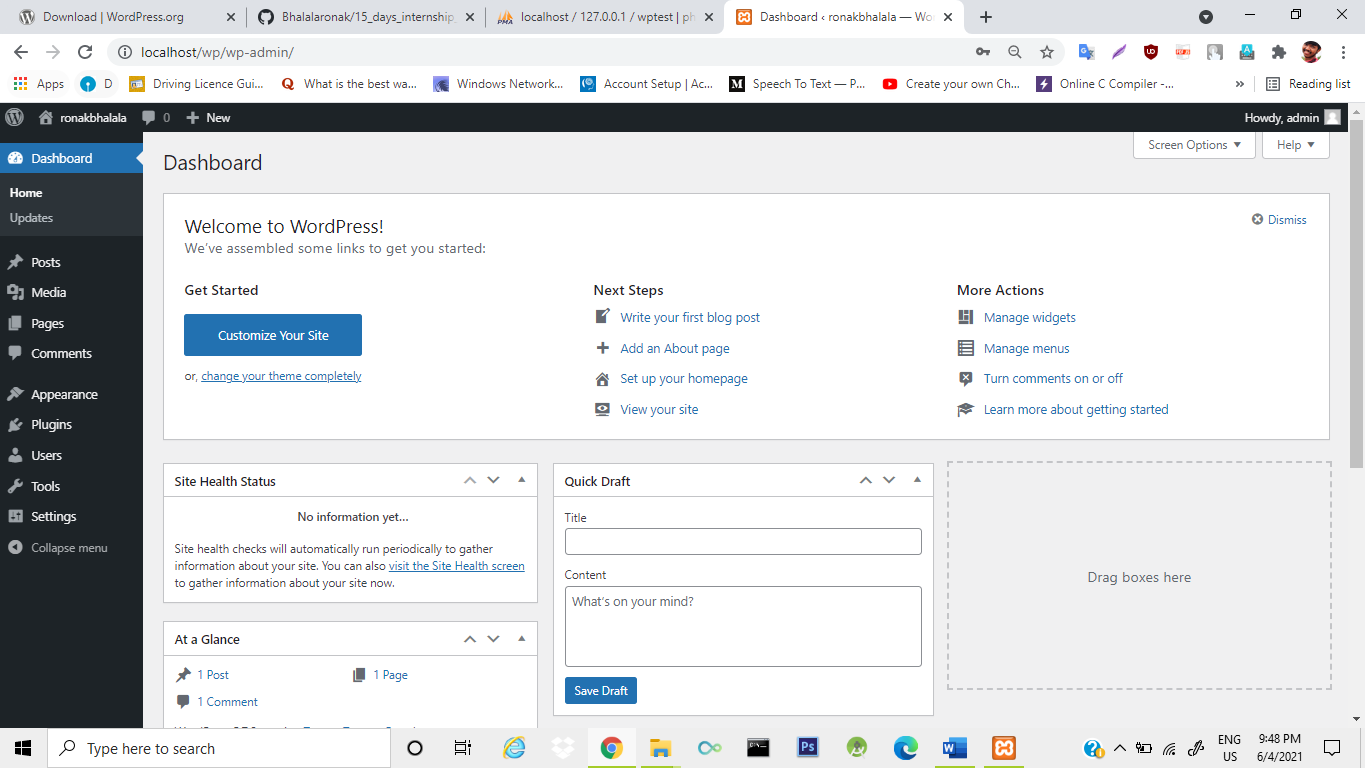 Download | WordPress.org
Bhalalaronak/15_days_internship_
localhost / 127.0.0.1 / wptest | ph
Dashboard ‹ ronakbhalala — Wo
localhost/wp/wp-admin/
Apps
D
Driving Licence Gui...
What is the best wa...
Windows Network...
Account Setup | Ac...
Speech To Text — P...
Create your own Ch...
Online C Compiler -...
Reading list
ronakbhalala
0
New
Howdy, admin
Dashboard
Home
Updates
Posts
Media
Pages
Comments
Appearance
Plugins
Users
Tools
Settings
Collapse menu
Dashboard
Screen Options
Help
Welcome to WordPress!
We've assembled some links to get you started:
Dismiss
Get Started
Customize Your Site
or, change your theme completely
Next Steps
Write your first blog post
Add an About page
Set up your homepage
View your site
More Actions
Manage widgets
Manage menus
Turn comments on or off
Learn more about getting started
Site Health Status
No information yet...
Site health checks will automatically run periodically to gather
information about your site. You can also visit the Site Health screen
to gather information about your site now.
At a Glance
1 Post
1 Page
1 Comment
Quick Draft
Title
Content
What's on your mind?
Save Draft
Drag boxes here
Type here to search
ENG
US
9:48 PM
6/4/2021